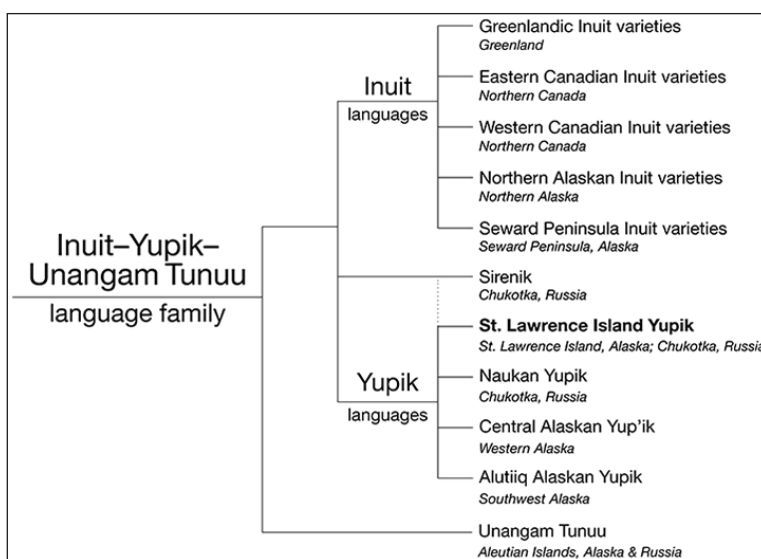 Greenlandic Inuit varieties
Greenland
Inuit
languages
Eastern Canadian Inuit varieties
Northern Canada
Western Canadian Inuit varieties
Northern Canada
Northern Alaskan Inuit varieties
Northern Alaska
Seward Peninsula Inuit varieties
Seward Peninsula, Alaska
Inuit–Yupik–
Unangam Tunuu
language family
Sirenik
Chukotka, Russia
St. Lawrence Island Yupik
St. Lawrence Island, Alaska; Chukotka, Russia
Yupik
languages
Naukan Yupik
Chukotka, Russia
Central Alaskan Yup’ik
Western Alaska
Alutiiq Alaskan Yupik
Southwest Alaska
Unangam Tunuu
Aleutian Islands, Alaska & Russia